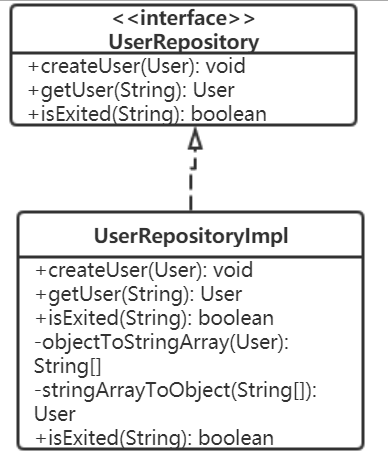 <<interface>>
UserRepository
+createUser(User): void
+getUser(String): User
+isExited(String): boolean
UserRepositoryImpl
+createUser(User): void
+getUser(String): User
+isExited(String): boolean
-objectToStringArray(User):
String[]
-stringArrayToObject(String[]):
User
+isExited(String): boolean